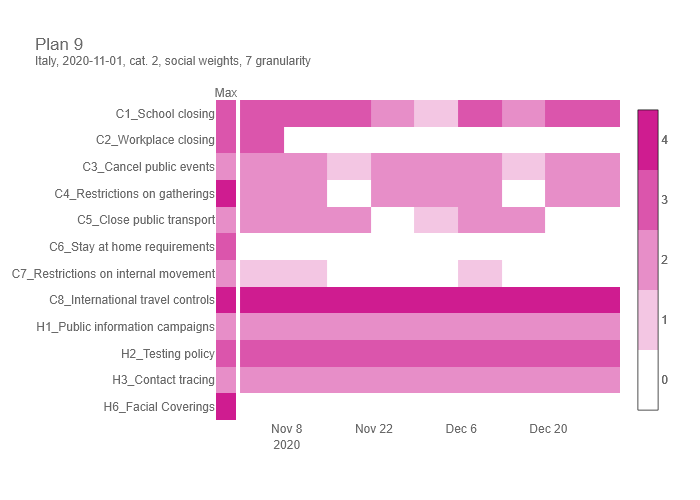 Plan 9
Italy, 2020-11-01, cat. 2, social weights, 7 granularity
Max
C1_School closing
C2_Workplace closing
C3_Cancel public events
C4_Restrictions on gatherings
C5_Close public transport
C6_Stay at home requirements
C7_Restrictions on internal movement
C8_International travel controls
H1_Public information campaigns
H2_Testing policy
H3_Contact tracing
H6_Facial Coverings
Nov 8
2020
Nov 22
Dec 6
Dec 20
4
3
2
1
0